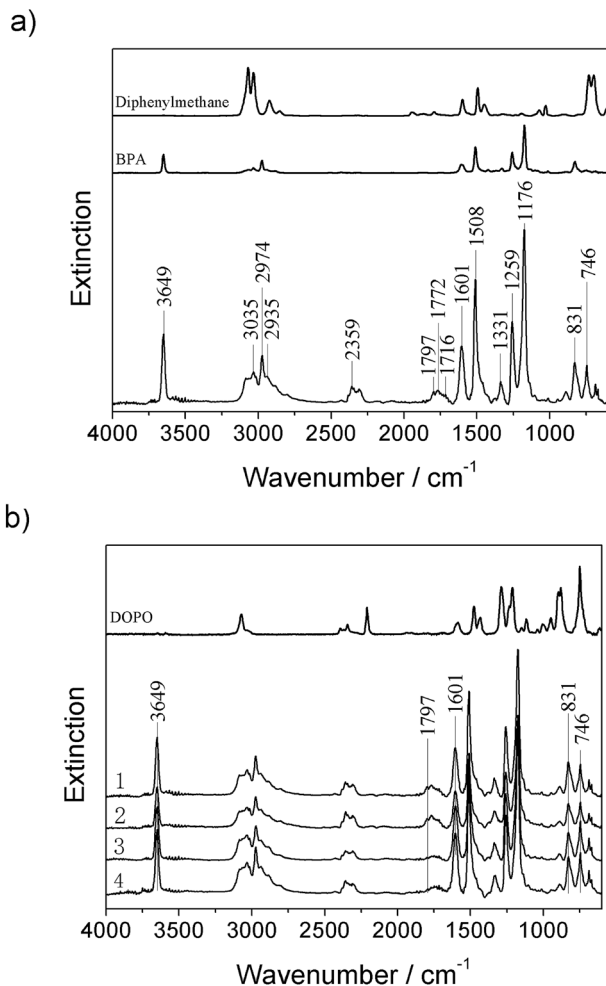 a)
Diphenylmethane
BPA
Extinction
3649
3035
2974
2935
2359
1797
1772
1716
1601
1508
1331
1259
1176
831
746
4000 3500 3000 2500 2000 1500 1000
Wavenumber / cm⁻¹
b)
DOPO
Extinction
3649
1797
1601
831
746
1
2
3
4
4000 3500 3000 2500 2000 1500 1000
Wavenumber / cm⁻¹